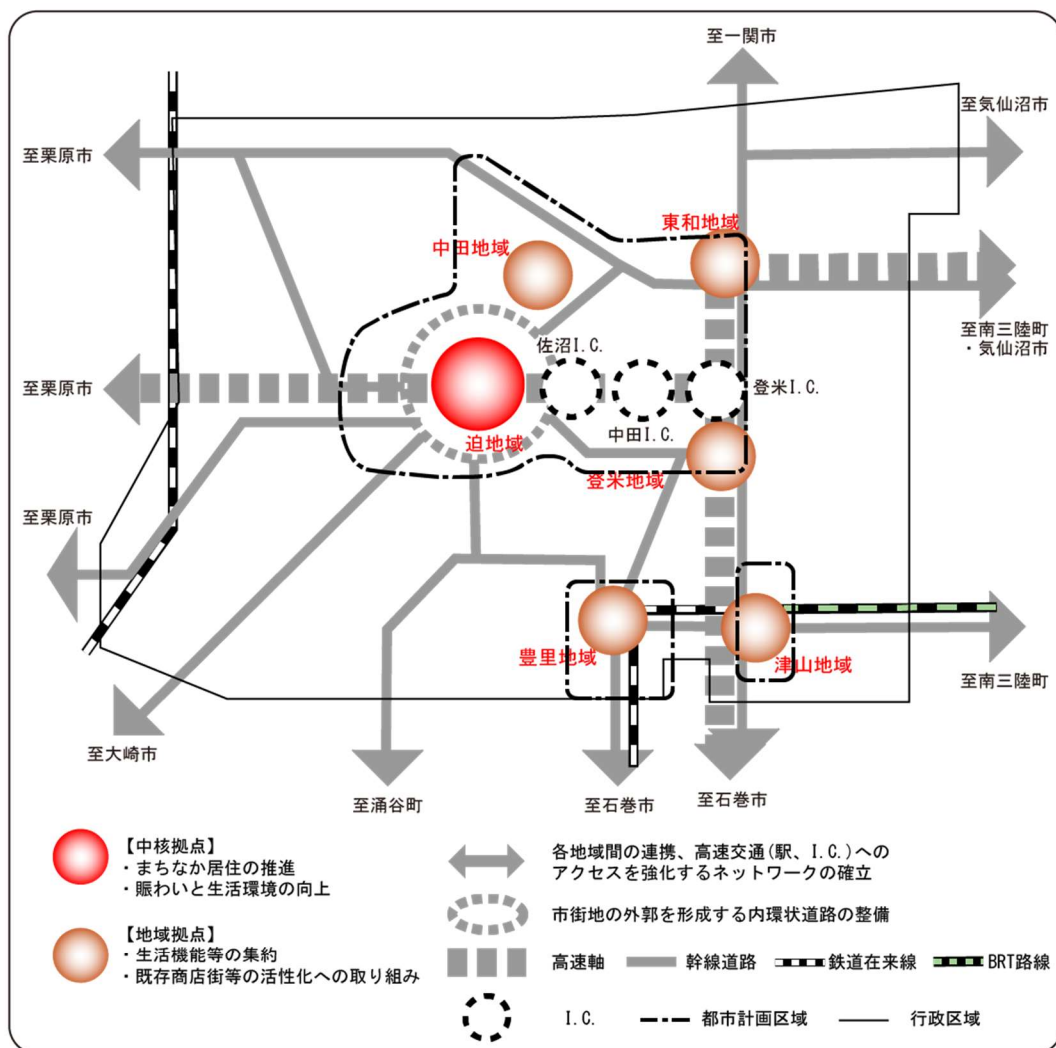 至一関市
至気仙沼市
至栗原市
東和地域
中田地域
至南三陸町
・気仙沼市
佐沼I.C.
至栗原市
登米I.C.
中田I.C.
迫地域
登米地域
至栗原市
豊里地域
津山地域
至南三陸町
至大崎市
至涌谷町
至石巻市
至石巻市
【中核拠点】
・まちなか居住の推進
・賑わいと生活環境の向上
各地域間の連携、高速交通(駅、I.C.)への
アクセスを強化するネットワークの確立
市街地の外郭を形成する内環状道路の整備
【地域拠点】
・生活機能等の集約
・既存商店街等の活性化への取り組み
高速軸
幹線道路
鉄道在来線
BRT路線
I.C.
都市計画区域
行政区域